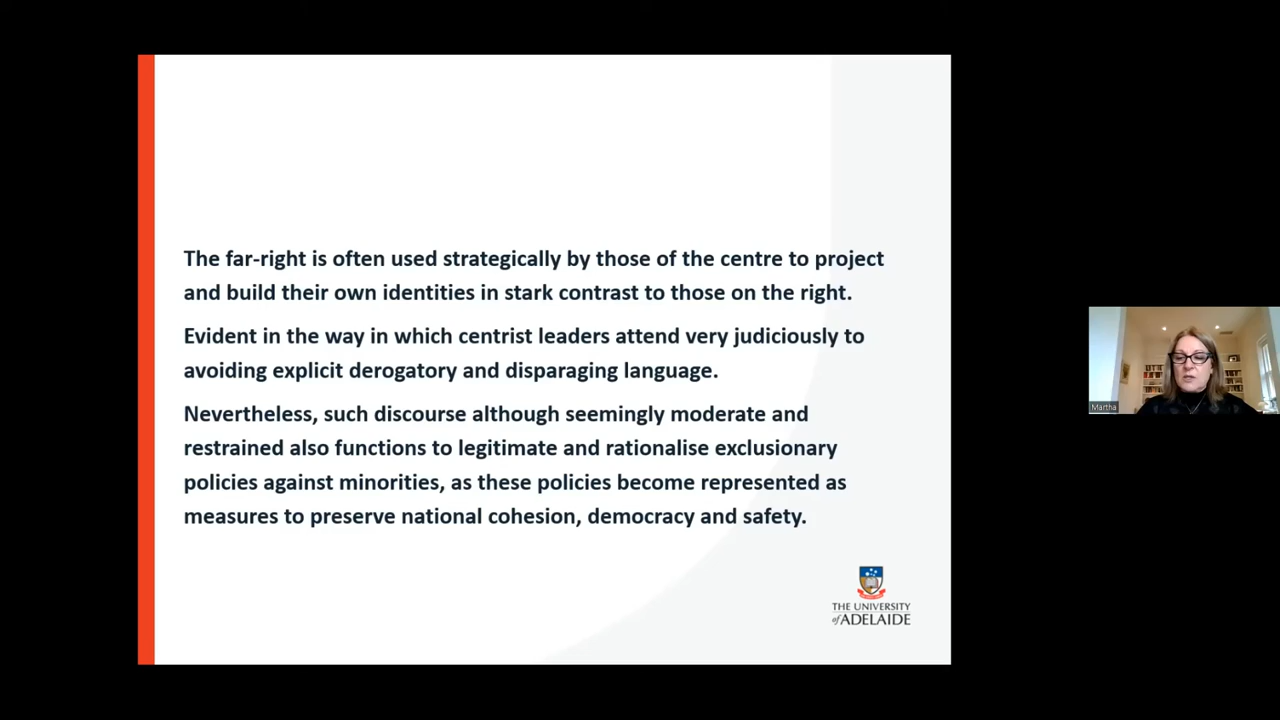 The far-right is often used strategically by those of the centre to project
and build their own identities in stark contrast to those on the right.
Evident in the way in which centrist leaders attend very judiciously to
avoiding explicit derogatory and disparaging language.
Nevertheless, such discourse although seemingly moderate and
restrained also functions to legitimate and rationalise exclusionary
policies against minorities, as these policies become represented as
measures to preserve national cohesion, democracy and safety.
THE UNIVERSITY
of ADELAIDE
Martha